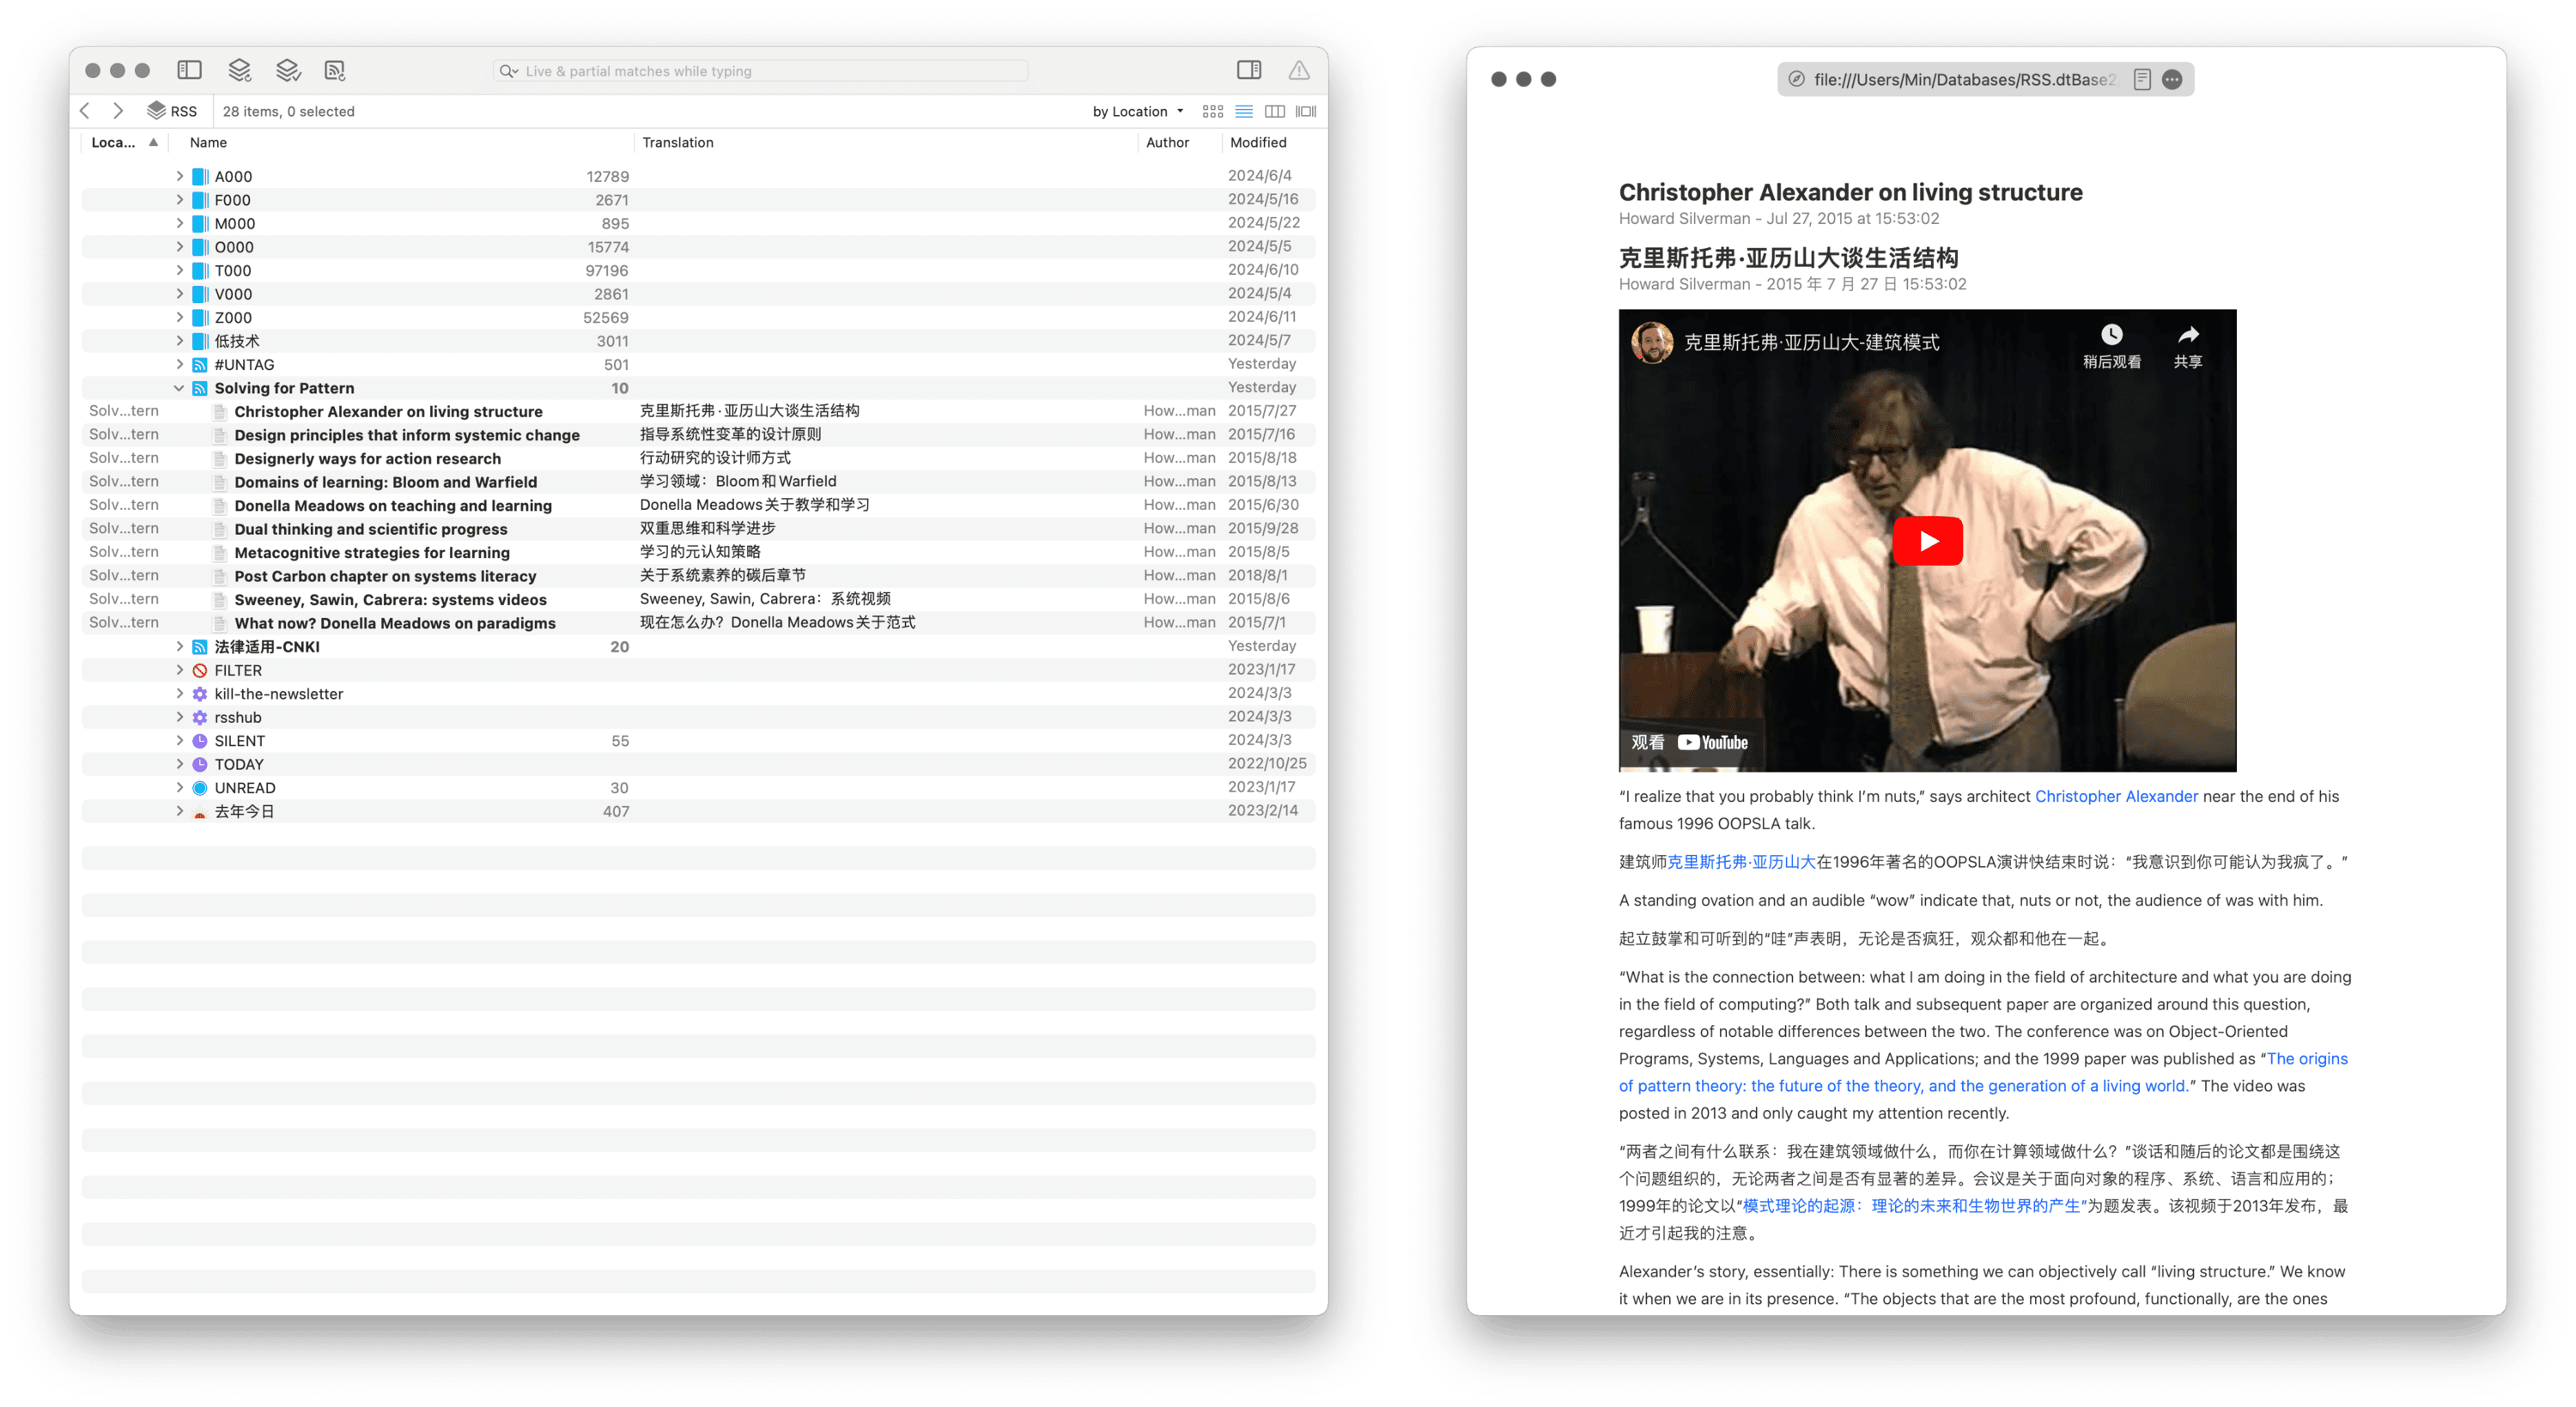 Live & partial matches while typing
RSS 28 items, 0 selected by Location
Loca... Name Translation Author Modified
A000 12789 2024/6/4
F000 2671 2024/5/16
M000 895 2024/5/22
O000 15774 2024/5/5
T000 97196 2024/6/10
V000 2861 2024/5/4
Z000 52569 2024/6/11
低技术 3011 2024/5/7
#UNTAG 501 Yesterday
Solving for Pattern 10 Yesterday
Solv...tern Christopher Alexander on living structure 克里斯托弗·亚历山大谈生活结构 How...man 2015/7/27
Solv...tern Design principles that inform systemic change 指导系统性变革的设计原则 How...man 2015/7/16
Solv...tern Designerly ways for action research 行动研究的设计师方式 How...man 2015/8/18
Solv...tern Domains of learning: Bloom and Warfield 学习领域：Bloom和Warfield How...man 2015/8/13
Solv...tern Donella Meadows on teaching and learning Donella Meadows关于教学和学习 How...man 2015/6/30
Solv...tern Dual thinking and scientific progress 双重思维和科学进步 How...man 2015/9/28
Solv...tern Metacognitive strategies for learning 学习的元认知策略 How...man 2015/8/5
Solv...tern Post Carbon chapter on systems literacy 关于系统素养的碳后章节 How...man 2018/8/1
Solv...tern Sweeney, Sawin, Cabrera: systems videos Sweeney, Sawin, Cabrera：系统视频 How...man 2015/8/6
Solv...tern What now? Donella Meadows on paradigms 现在怎么办？Donella Meadows关于范式 How...man 2015/7/1
法律适用-CNKI 20 Yesterday
FILTER 2023/1/17
kill-the-newsletter 2024/3/3
rsshub 2024/3/3
SILENT 55 2024/3/3
TODAY 2022/10/25
UNREAD 30 2023/1/17
去年今日 407 2023/2/14
file:///Users/Min/Databases/RSS.dtBase2
Christopher Alexander on living structure
Howard Silverman - Jul 27, 2015 at 15:53:02
克里斯托弗·亚历山大谈生活结构
Howard Silverman - 2015 年 7 月 27 日 15:53:02
克里斯托弗·亚历山大-建筑模式
稍后观看 共享
观看 YouTube
“I realize that you probably think I’m nuts,” says architect Christopher Alexander near the end of his
famous 1996 OOPSLA talk.
建筑师克里斯托弗·亚历山大在1996年著名的OOPSLA演讲快结束时说：“我意识到你可能认为我疯了。”
A standing ovation and an audible “wow” indicate that, nuts or not, the audience of was with him.
起立鼓掌和可听到的“哇”声表明，无论是否疯狂，观众都和他在一起。
“What is the connection between: what I am doing in the field of architecture and what you are doing
in the field of computing?” Both talk and subsequent paper are organized around this question,
regardless of notable differences between the two. The conference was on Object-Oriented
Programs, Systems, Languages and Applications; and the 1999 paper was published as “The origins
of pattern theory: the future of the theory, and the generation of a living world.” The video was
posted in 2013 and only caught my attention recently.
“两者之间有什么联系：我在建筑领域做什么，而你在计算领域做什么？”谈话和随后的论文都是围绕这
个问题组织的，无论两者之间是否有显著的差异。会议是关于面向对象的程序、系统、语言和应用的；
1999年的论文以“模式理论的起源：理论的未来和生物世界的产生”为题发表。该视频于2013年发布，最
近才引起我的注意。
Alexander’s story, essentially: There is something we can objectively call “living structure.” We know
it when we are in its presence. “The objects that are the most profound, functionally, are the ones